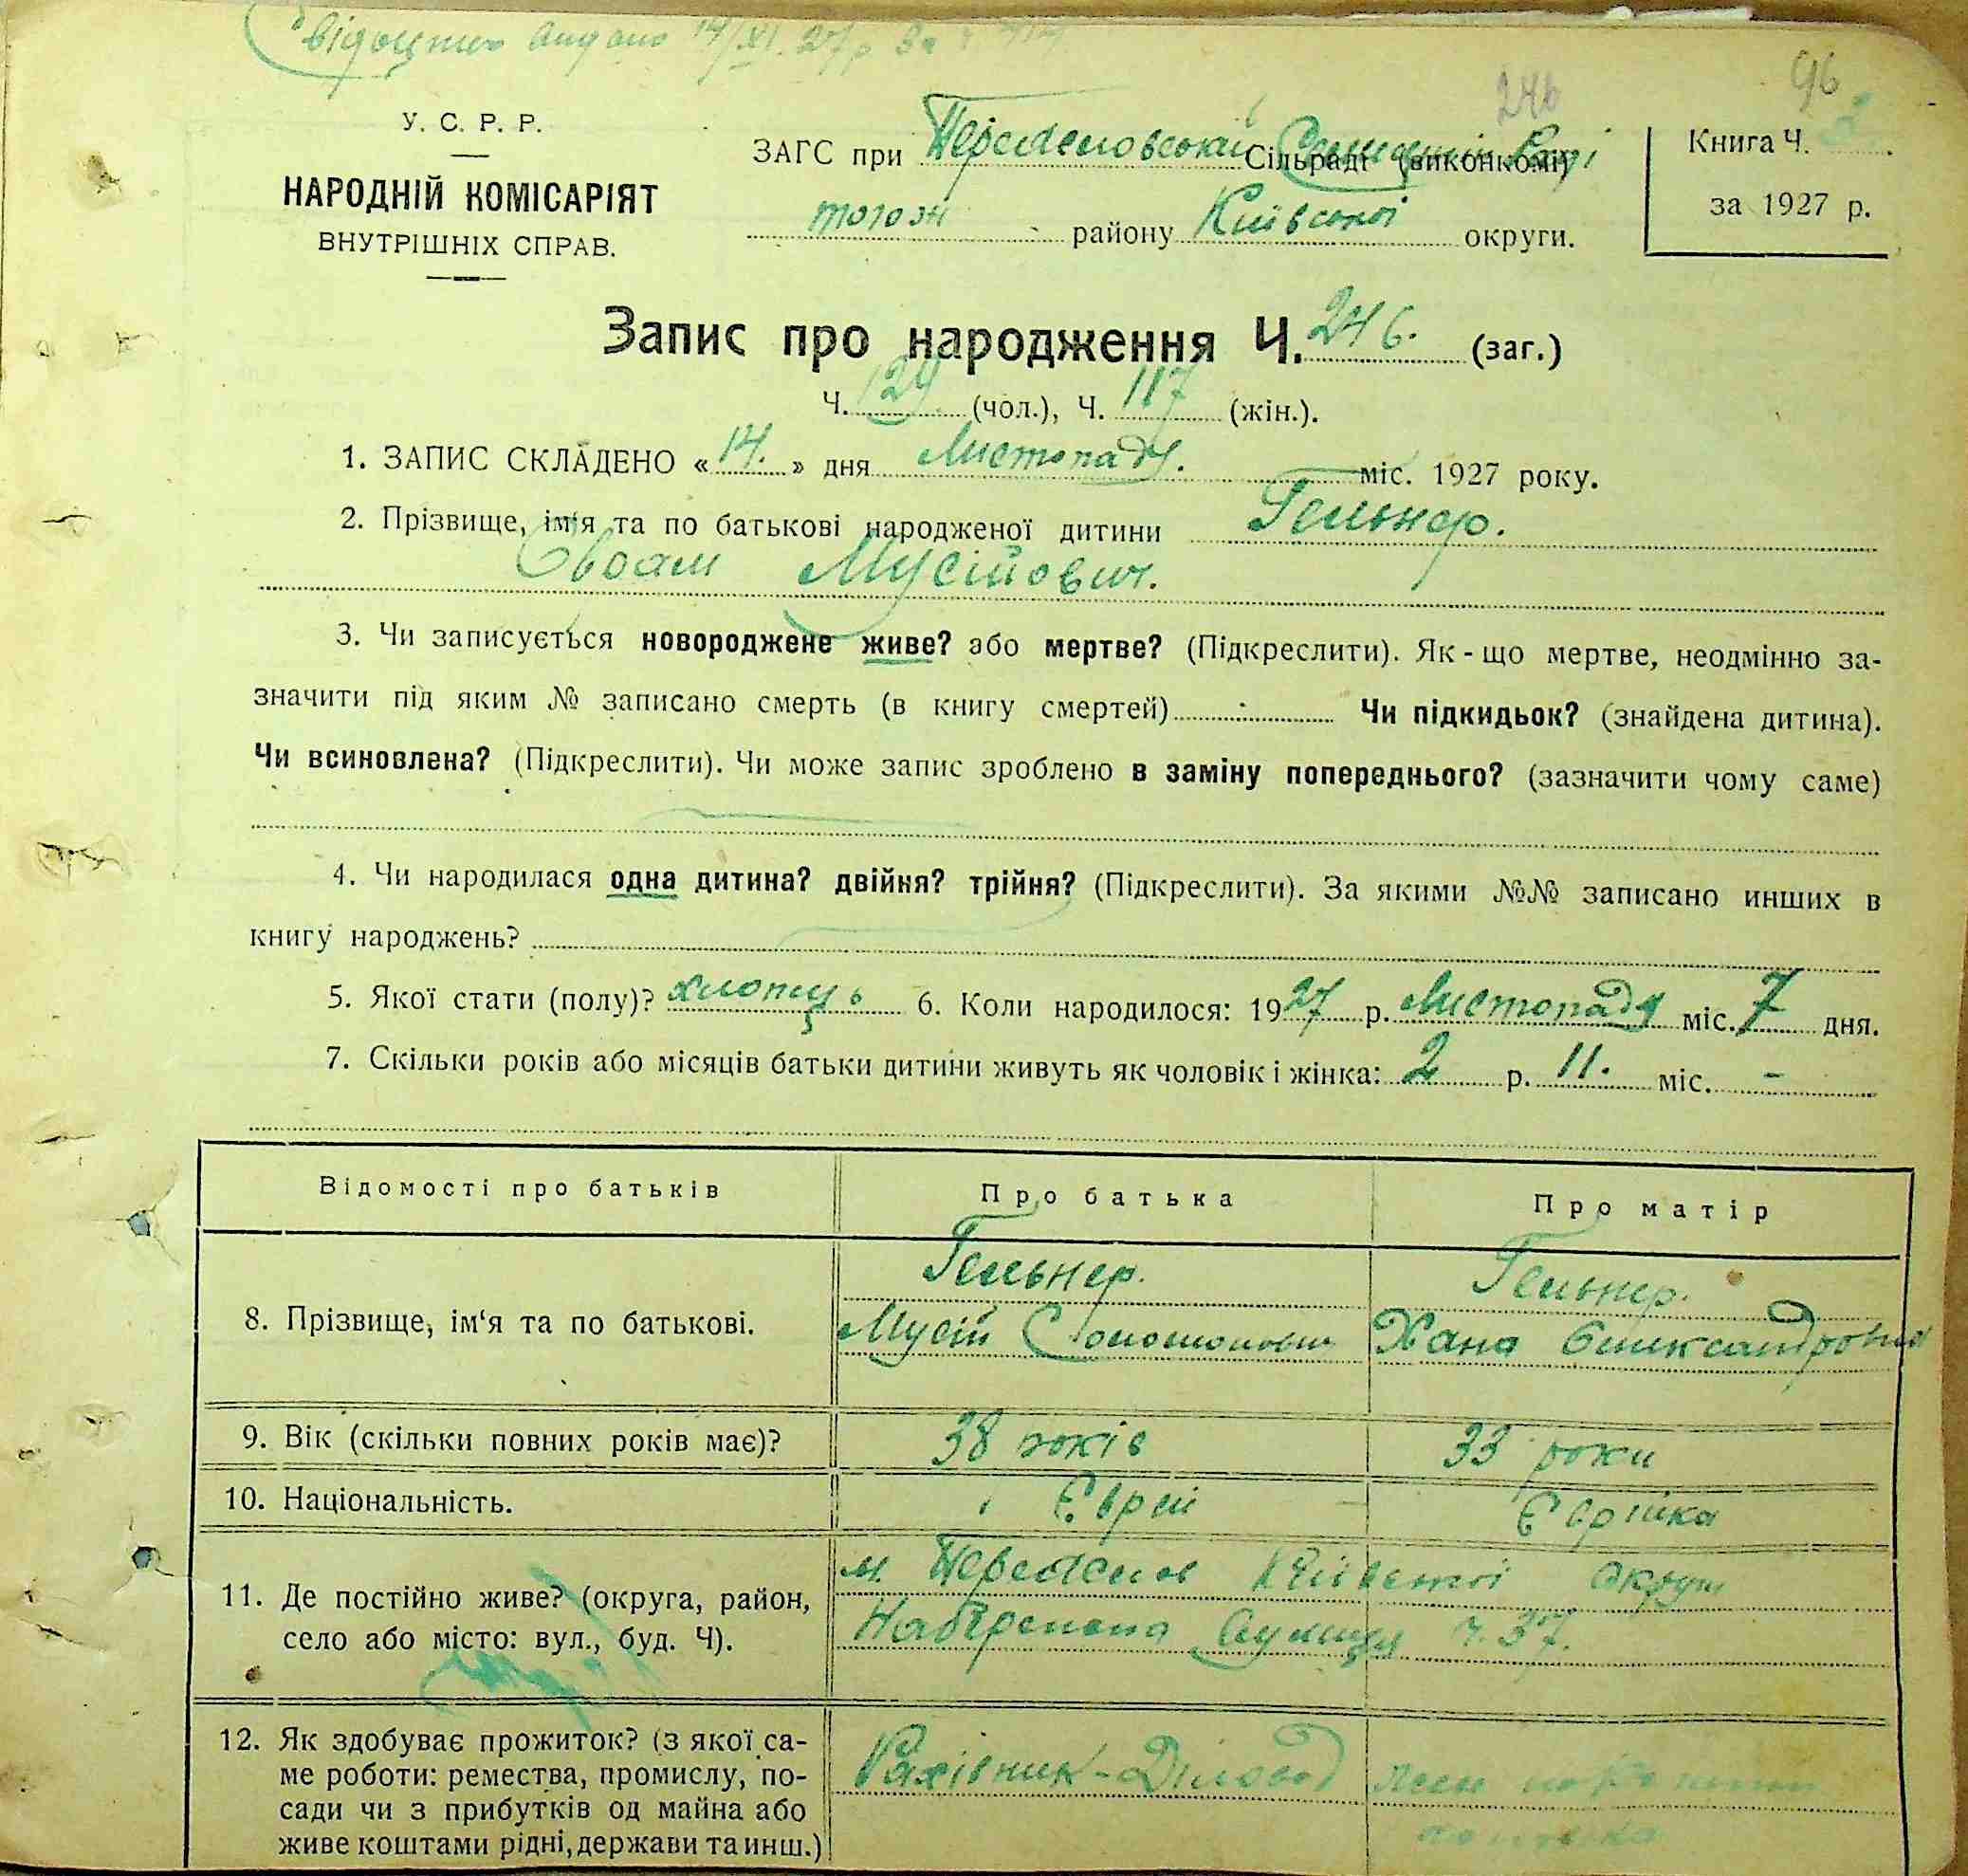 Відпись видано 14/XI. 27 р За
246 96
У. С. Р. Р.
НАРОДНІЙ КОМІСАРІЯТ
ВНУТРІШНІХ СПРАВ.
ЗАГС при Сільраді (виконкомі)
тогож району Київської округи.
Книга Ч.
за 1927 р.
Запис про народження Ч. 246. (заг.)
Ч. 129 (чол.), Ч. 117 (жін.).
1. ЗАПИС СКЛАДЕНО «14.» дня Листопаду. міс. 1927 року.
2. Прізвище, ім'я та по батькові народженої дитини Гельнер.
Мусійович.
3. Чи записується новороджене живе? або мертве? (Підкреслити). Як-що мертве, неодмінно за-
значити під яким № записано смерть (в книгу смертей) Чи підкидьок? (знайдена дитина).
Чи всиновлена? (Підкреслити). Чи може запис зроблено в заміну попереднього? (зазначити чому саме)
4. Чи народилася одна дитина? двійня? трійня? (Підкреслити). За якими №№ записано инших в
книгу народжень?
5. Якої стати (полу)? хлопець 6. Коли народилося: 1927 р. Листопаду міс. 7 дня.
7. Скільки років або місяців батьки дитини живуть як чоловік і жінка: 2 р. 11. міс. -
Відомості про батьків Про батька Про матір
8. Прізвище, ім'я та по батькові.
Гельнер. Гельнер.
Мусій Соломонович Хана Олександровна
9. Вік (скільки повних років має)? 38 років 33 роки
10. Національність. Єврей Єврейка
11. Де постійно живе? (округа, район,
село або місто: вул., буд. Ч).
м. Київської округи
Набережна вулиця ч. 37.
12. Як здобуває прожиток? (з якої са-
ме роботи: ремества, промислу, по-
сади чи з прибутків од майна або
живе коштами рідні, держави та инш.)
Рахівник-Діловод